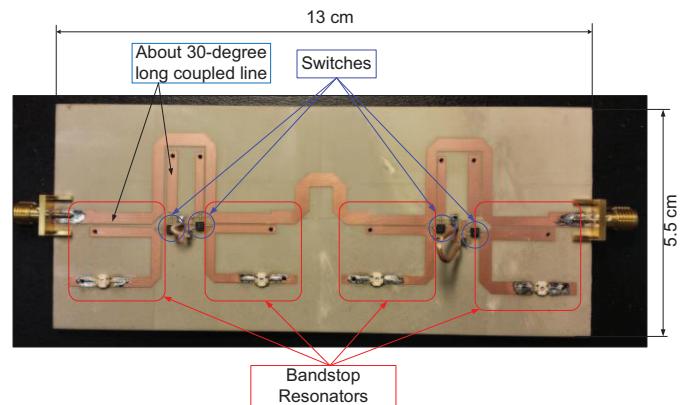 13 cm
About 30-degree
long coupled line
Switches
5.5 cm
Bandstop
Resonators